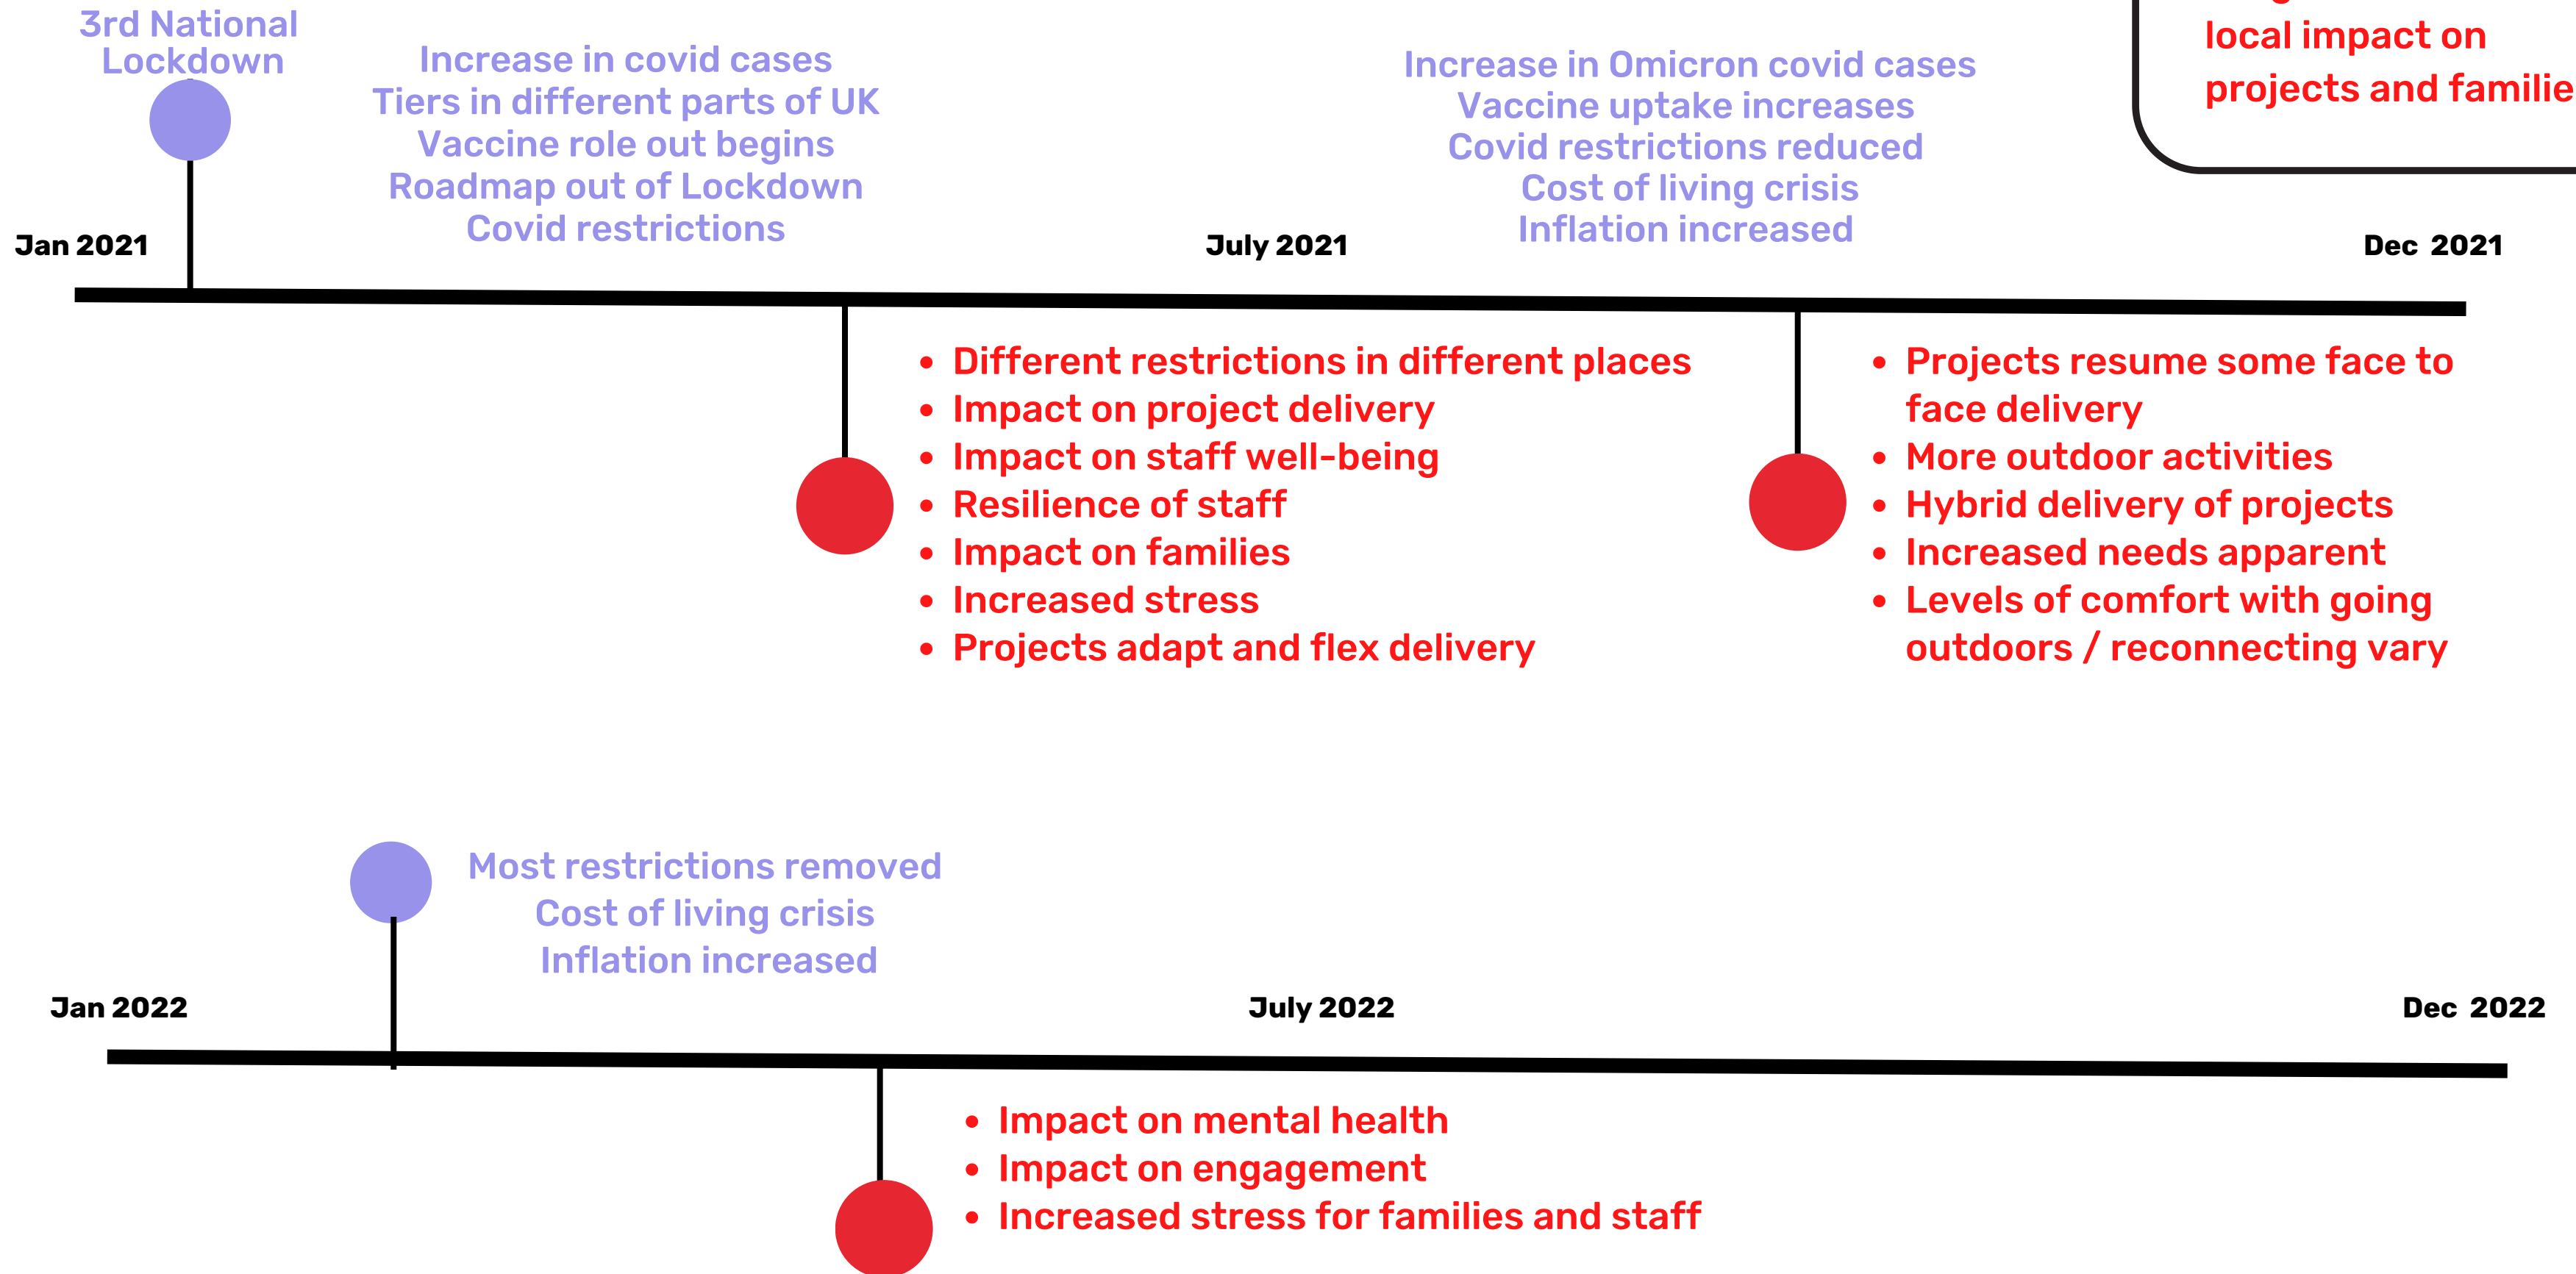 3rd National
Lockdown
Increase in covid cases
Tiers in different parts of UK
Vaccine role out begins
Roadmap out of Lockdown
Covid restrictions
Increase in Omicron covid cases
Vaccine uptake increases
Covid restrictions reduced
Cost of living crisis
Inflation increased
local impact on
projects and familie
Jan 2021
July 2021
Dec 2021
• Different restrictions in different places
• Impact on project delivery
• Impact on staff well-being
• Resilience of staff
• Impact on families
• Increased stress
• Projects adapt and flex delivery
• Projects resume some face to
face delivery
• More outdoor activities
• Hybrid delivery of projects
• Increased needs apparent
• Levels of comfort with going
outdoors / reconnecting vary
Most restrictions removed
Cost of living crisis
Inflation increased
Jan 2022
July 2022
Dec 2022
• Impact on mental health
• Impact on engagement
• Increased stress for families and staff